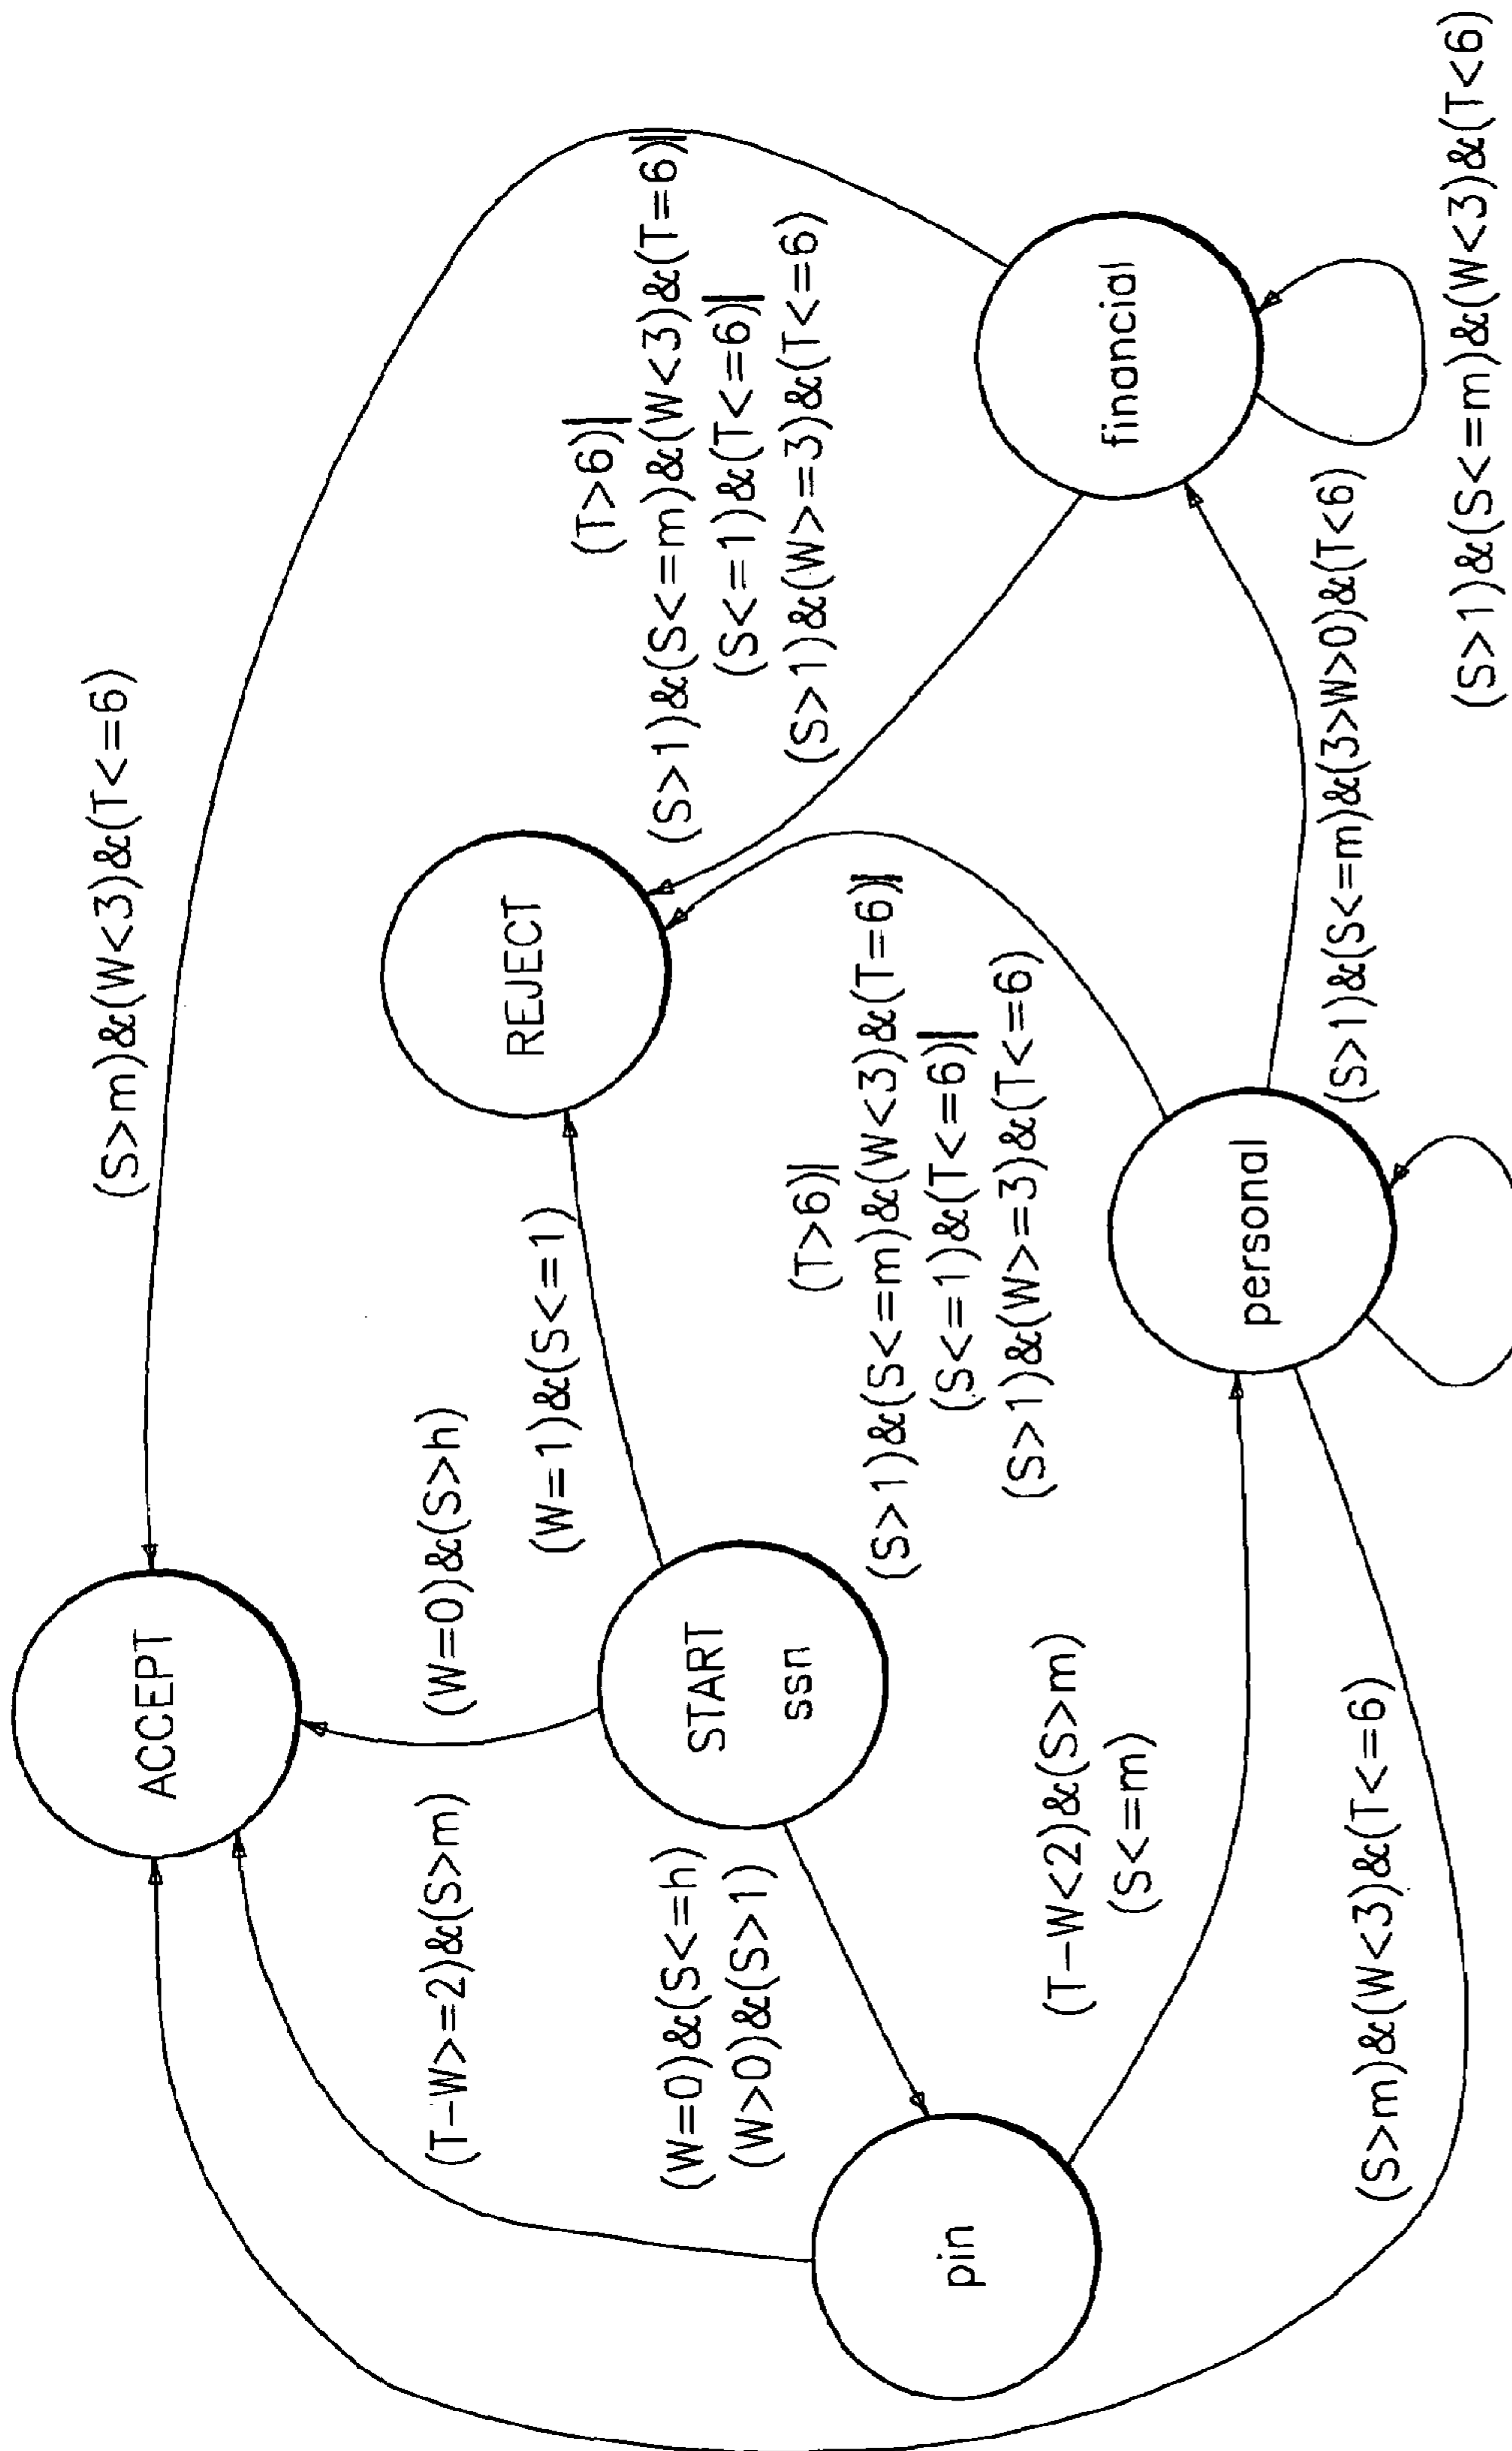 (S>m)&(W<3)&(T<=6)
ACCEPT
(T-W>=2)&(S>m)
(W=0)&(S>h)
(W=1)&(S<=1)
REJECT
(T>6)|
(S>1)&(S<=m)&(W<3)&(T=6)|
(S<=1)&(T<=6)|
(S>1)&(W>=3)&(T<=6)
START
ssn
(W=0)&(S<=h)
(W>0)&(S>1)
pin
(T>6)|
(S>1)&(S<=m)&(W<3)&(T=6)|
(S<=1)&(T<=6)|
(S>1)&(W>=3)&(T<=6)
financial
(T-W<2)&(S>m)
(S<=m)
personal
(S>m)&(W<3)&(T<=6)
(S>1)&(S<=m)&(3>W>0)&(T<6)
(S>1)&(S<=m)&(W<3)&(T<6)